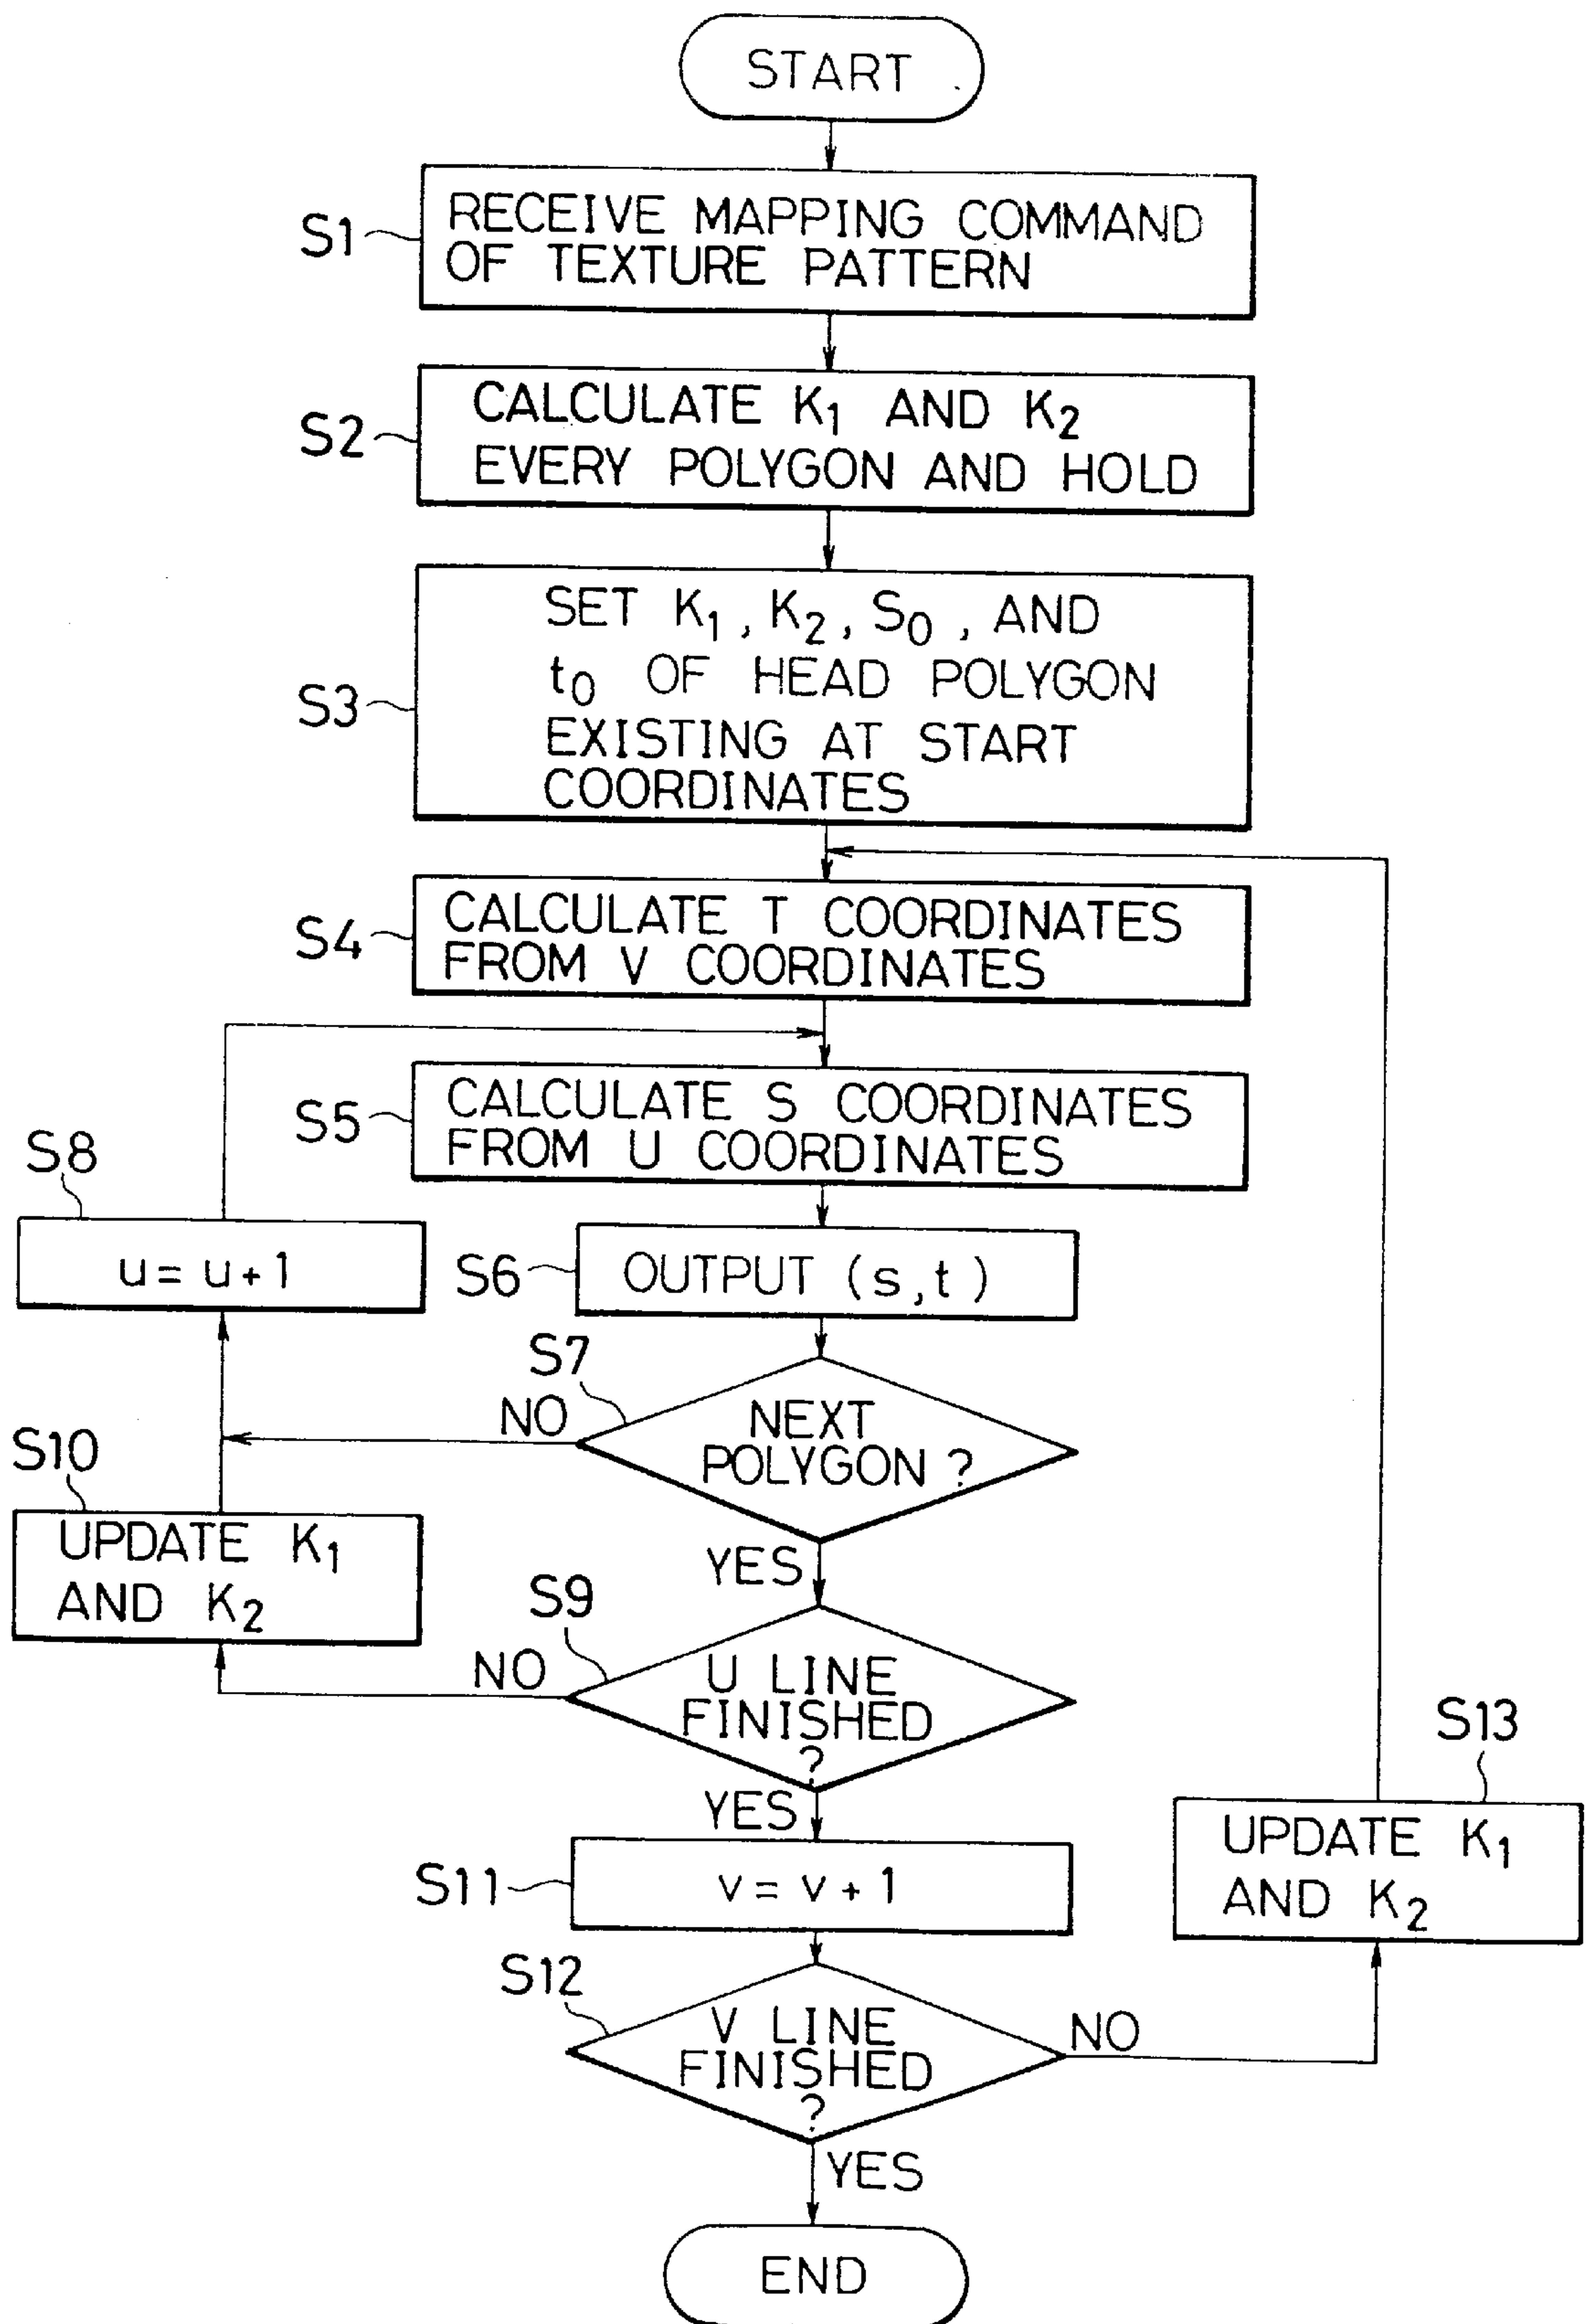 START
S1
RECEIVE MAPPING COMMAND
OF TEXTURE PATTERN
S2
CALCULATE K₁ AND K₂
EVERY POLYGON AND HOLD
S3
SET K₁, K₂, S₀, AND
t₀ OF HEAD POLYGON
EXISTING AT START
COORDINATES
S4
CALCULATE T COORDINATES
FROM V COORDINATES
S5
CALCULATE S COORDINATES
FROM U COORDINATES
S8
u = u + 1
S6
OUTPUT (s, t)
S7
NEXT
POLYGON ?
NO
YES
S10
UPDATE K₁
AND K₂
S9
U LINE
FINISHED
?
NO
YES
S11
v = v + 1
S13
UPDATE K₁
AND K₂
S12
V LINE
FINISHED
?
NO
YES
END